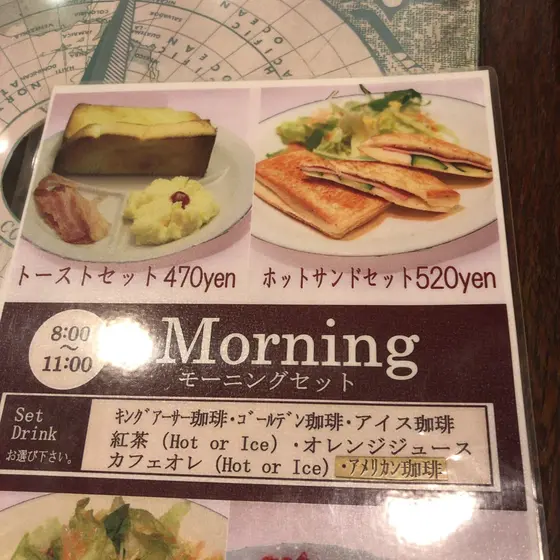 PACIFIC
OCEAN
PACIFIC
OCEAN
トーストセット470yen
ホットサンドセット520yen
8:00
~
11:00
Morning
モーニングセット
Set
Drink
お選び下さい。
キングアーサー珈琲・ゴールデン珈琲・アイス珈琲
紅茶 (Hot or Ice) ・オレンジジュース
カフェオレ (Hot or Ice) ・アメリカン珈琲